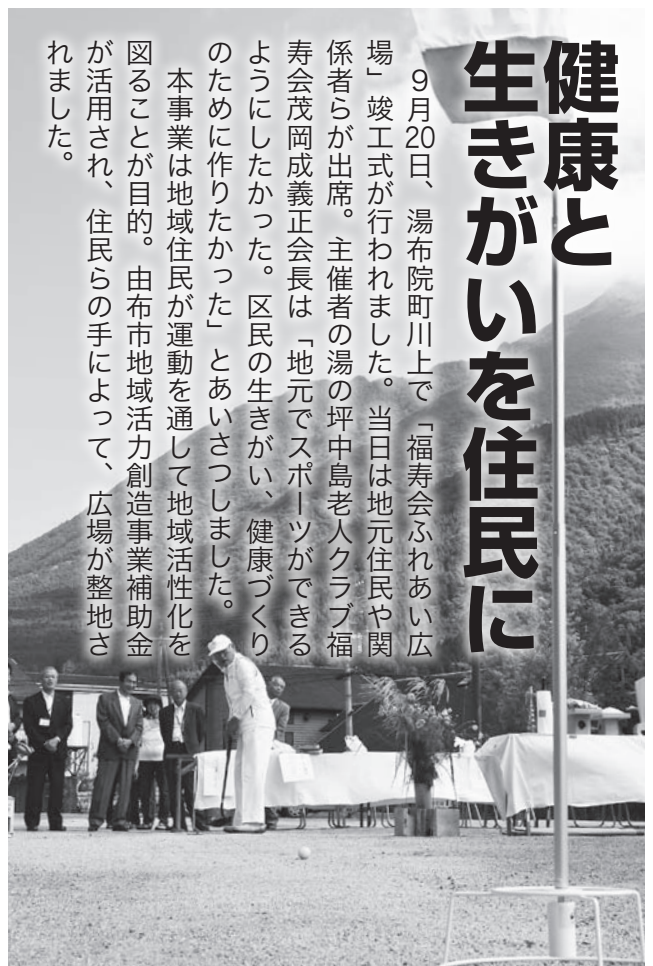 健康と
生きがいを住民に
９月20日、湯布院町川上で「福寿会ふれあい広
場」竣工式が行われました。当日は地元住民や関
係者らが出席。主催者の湯の坪中島老人クラブ福
寿会茂岡成義正会長は「地元でスポーツができる
ようにしたかった。区民の生きがい、健康づくり
のために作りたかった」とあいさつしました。
本事業は地域住民が運動を通して地域活性化を
図ることが目的。由布市地域活力創造事業補助金
が活用され、住民らの手によって、広場が整地さ
れました。